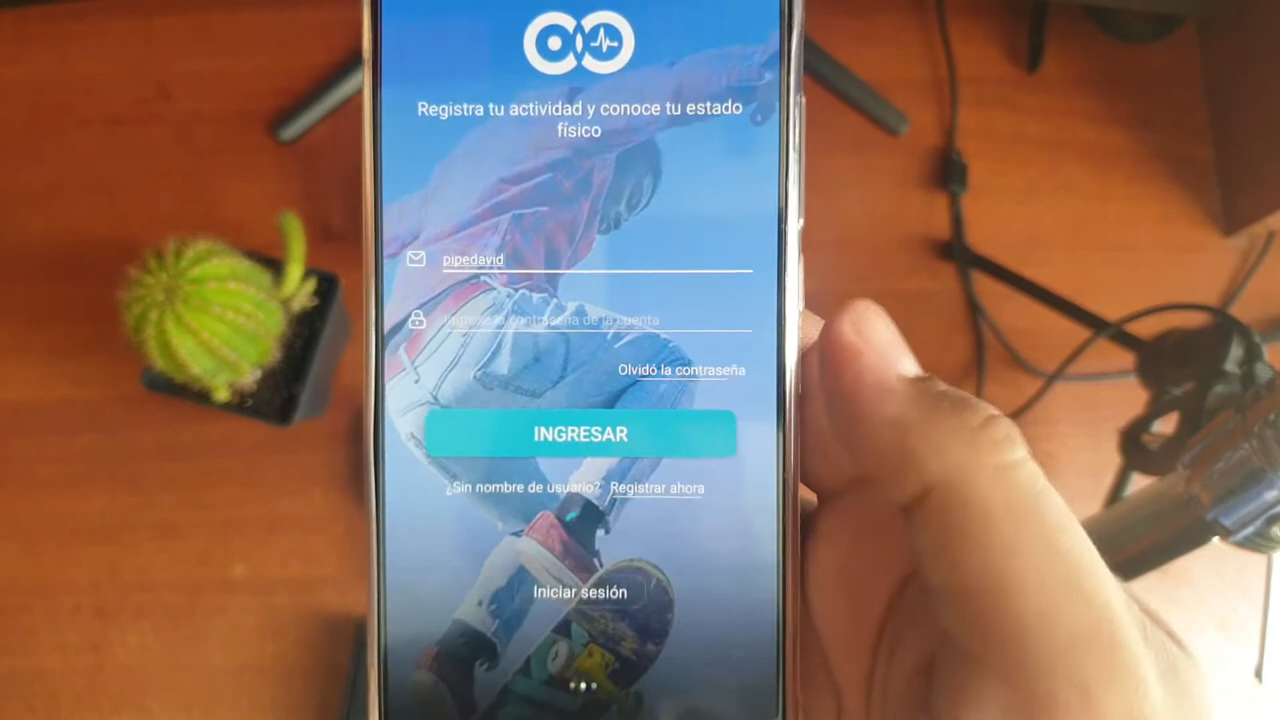 Registra tu actividad y conoce tu estado
físico
pipedavid
Ingrese la contraseña de la cuenta
Olvidó la contraseña
INGRESAR
¿Sin nombre de usuario? Registrar ahora
Iniciar sesión